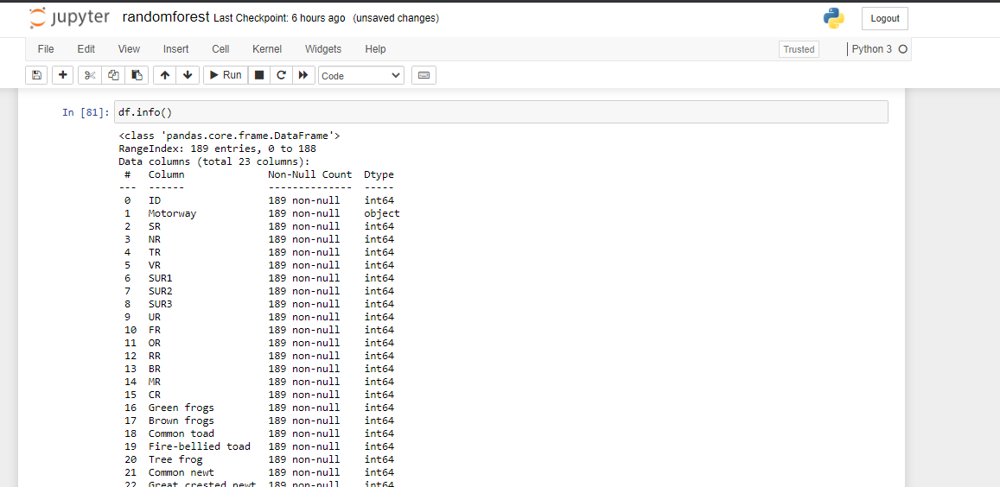 jupyter randomforest Last Checkpoint: 6 hours ago (unsaved changes) Logout
File Edit View Insert Cell Kernel Widgets Help Trusted Python 3
Run Code
In [81]: df.info()
<class 'pandas.core.frame.DataFrame'>
RangeIndex: 189 entries, 0 to 188
Data columns (total 23 columns):
# Column Non-Null Count Dtype
--- ------ -------------- -----
0 ID 189 non-null int64
1 Motorway 189 non-null object
2 SR 189 non-null int64
3 NR 189 non-null int64
4 TR 189 non-null int64
5 VR 189 non-null int64
6 SUR1 189 non-null int64
7 SUR2 189 non-null int64
8 SUR3 189 non-null int64
9 UR 189 non-null int64
10 FR 189 non-null int64
11 OR 189 non-null int64
12 RR 189 non-null int64
13 BR 189 non-null int64
14 MR 189 non-null int64
15 CR 189 non-null int64
16 Green frogs 189 non-null int64
17 Brown frogs 189 non-null int64
18 Common toad 189 non-null int64
19 Fire-bellied toad 189 non-null int64
20 Tree frog 189 non-null int64
21 Common newt 189 non-null int64
22 Great crested newt 189 non-null int64